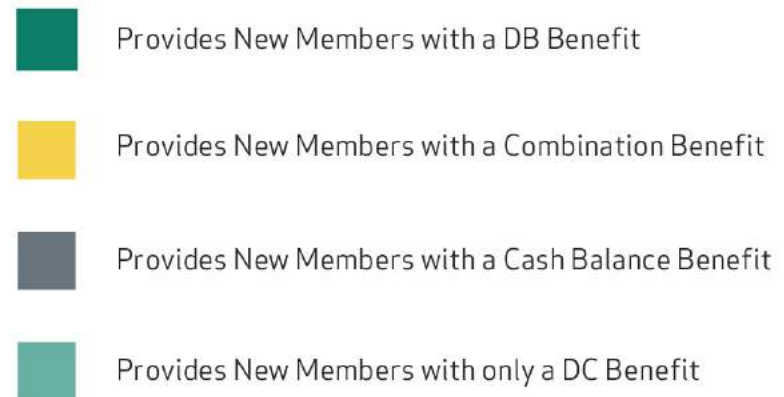 Provides New Members with a DB Benefit
Provides New Members with a Combination Benefit
Provides New Members with a Cash Balance Benefit
Provides New Members with only a DC Benefit